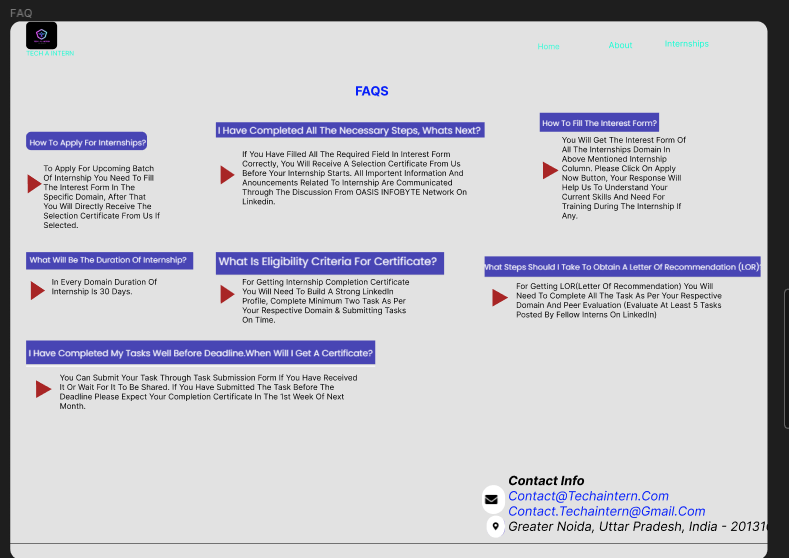 FAQ
TECH A INTERN
Home
About
Internships
FAQS
How To Apply For Internships?
To Apply For Upcoming Batch
Of Internship You Need To Fill
The Interest Form In The
Specific Domain, After That
You Will Directly Receive The
Selection Certificate From Us If
Selected.
I Have Completed All The Necessary Steps, Whats Next?
If You Have Filled All The Required Field In Interest Form
Correctly, You Will Receive A Selection Certificate From Us
Before Your Internship Starts. All Important Information And
Anouncements Related To Internship Are Communicated
Through The Discussion From OASIS INFOBYTE Network On
Linkedin.
How To Fill The Interest Form?
You Will Get The Interest Form Of
All The Internships Domain In
Above Mentioned Internship
Column. Please Click On Apply
Now Button, Your Response Will
Help Us To Understand Your
Current Skills And Need For
Training During The Internship If
Any.
What Will Be The Duration Of Internship?
In Every Domain Duration Of
Internship Is 30 Days.
What Is Eligibility Criteria For Certificate?
For Getting Internship Completion Certificate
You Will Need To Build A Strong LinkedIn
Profile, Complete Minimum Two Task As Per
Your Respective Domain & Submitting Tasks
On Time.
What Steps Should I Take To Obtain A Letter Of Recommendation (LOR)?
For Getting LOR(Letter Of Recommendation) You Will
Need To Complete All The Task As Per Your Respective
Domain And Peer Evaluation (Evaluate At Least 5 Tasks
Posted By Fellow Interns On LinkedIn)
I Have Completed My Tasks Well Before Deadline.When Will I Get A Certificate?
You Can Submit Your Task Through Task Submission Form If You Have Received
It Or Wait For It To Be Shared. If You Have Submitted The Task Before The
Deadline Please Expect Your Completion Certificate In The 1st Week Of Next
Month.
Contact Info
Contact@Techaintern.Com
Contact.Techaintern@Gmail.Com
Greater Noida, Uttar Pradesh, India -